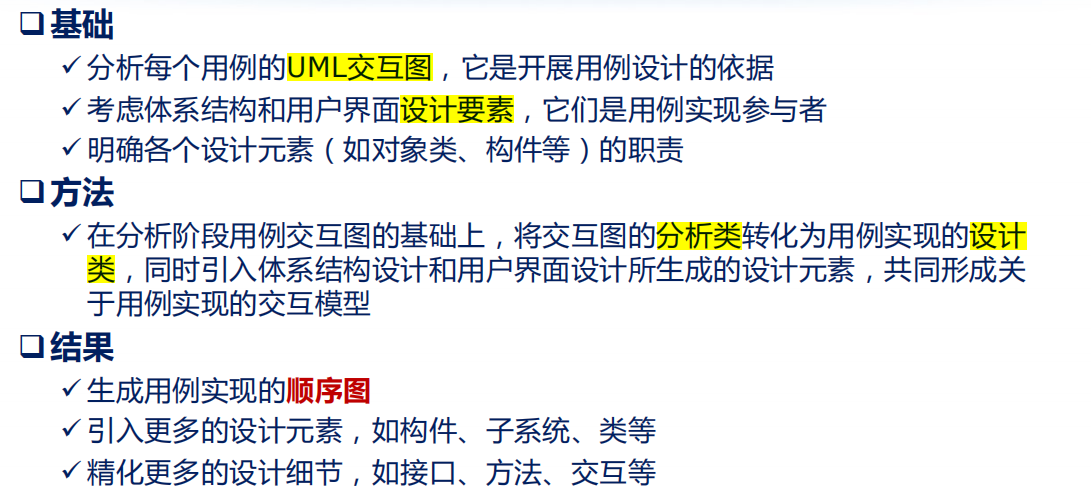 ❑基础
✓分析每个用例的UML交互图，它是开展用例设计的依据
✓考虑体系结构和用户界面设计要素，它们是用例实现参与者
✓明确各个设计元素（如对象类、构件等）的职责
❑方法
✓在分析阶段用例交互图的基础上，将交互图的分析类转化为用例实现的设计
类，同时引入体系结构设计和用户界面设计所生成的设计元素，共同形成关
于用例实现的交互模型
❑结果
✓生成用例实现的顺序图
✓引入更多的设计元素，如构件、子系统、类等
✓精化更多的设计细节，如接口、方法、交互等